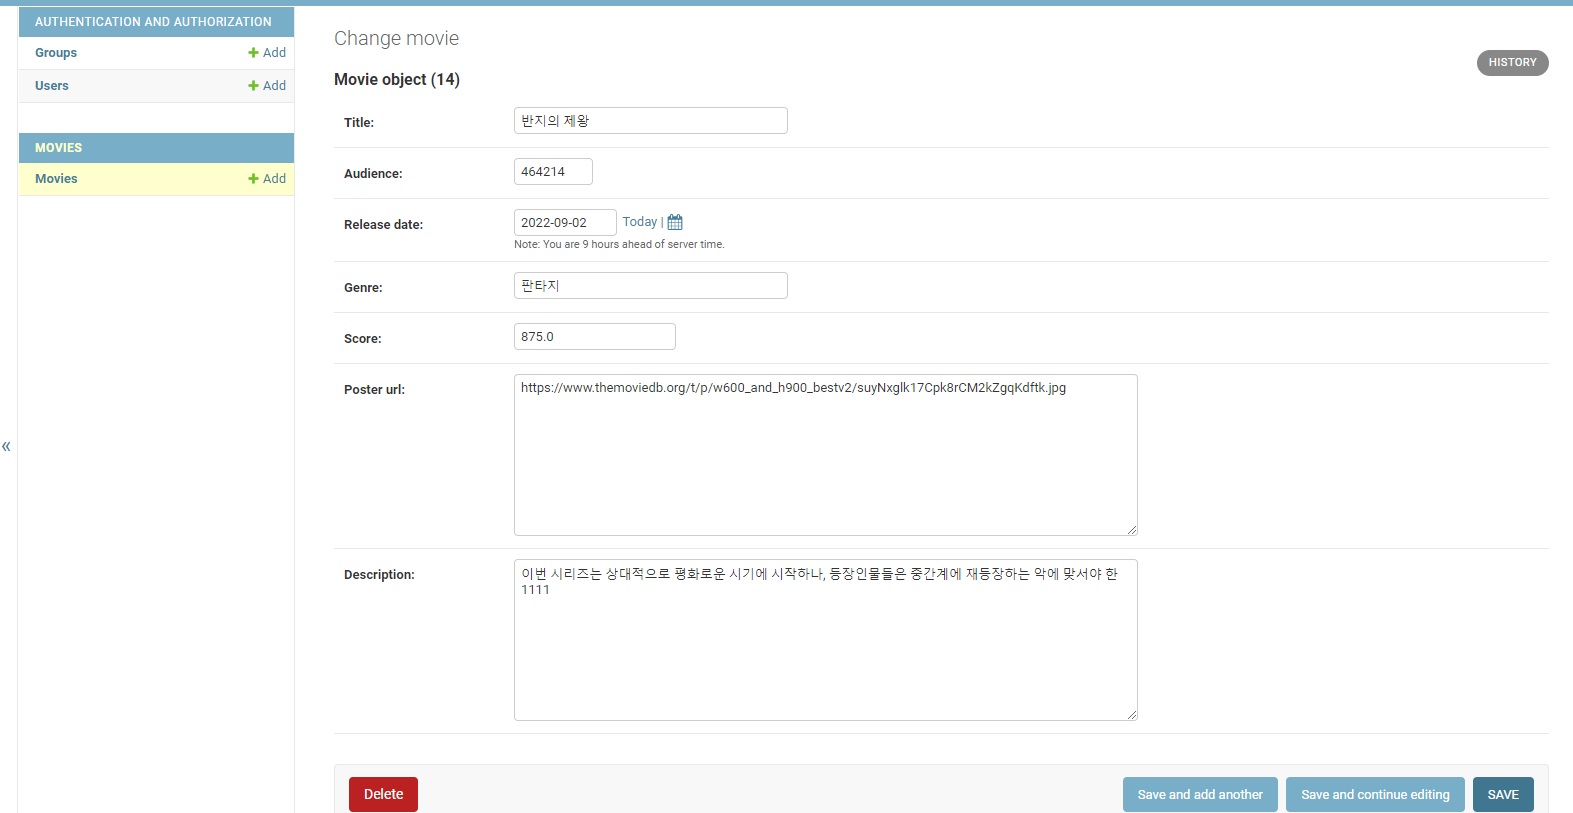 AUTHENTICATION AND AUTHORIZATION
Groups
Add
Users
Add
MOVIES
Movies
Add
«
Change movie
HISTORY
Movie object (14)
Title:
반지의 제왕
Audience:
464214
Release date:
2022-09-02
Today |
Note: You are 9 hours ahead of server time.
Genre:
판타지
Score:
875.0
Poster url:
https://www.themoviedb.org/t/p/w600_and_h900_bestv2/suyNxglk17Cpk8rCM2kZgqKdftk.jpg
Description:
이번 시리즈는 상대적으로 평화로운 시기에 시작하나, 등장인물들은 중간계에 재등장하는 악에 맞서야 한
1111
Delete
Save and add another
Save and continue editing
SAVE